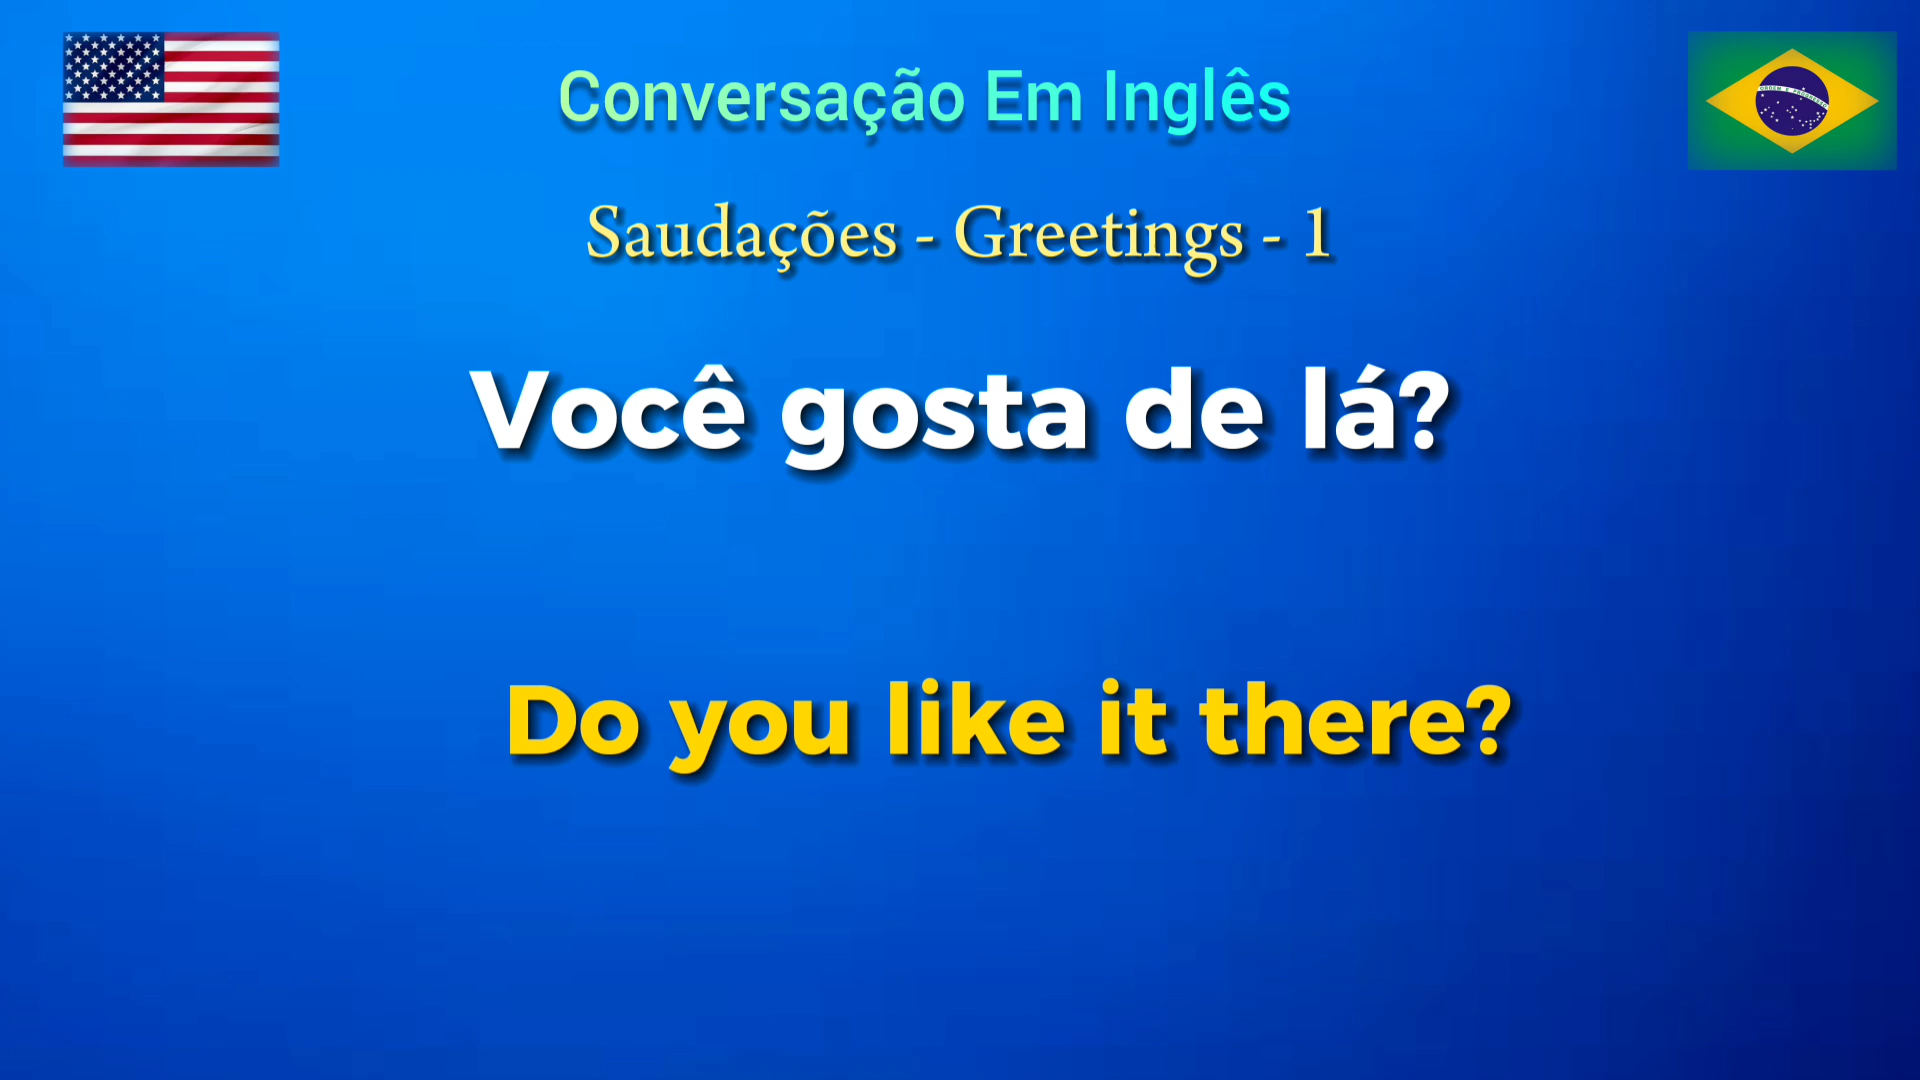 Conversação Em Inglês
Saudações - Greetings - 1
Você gosta de lá?
Do you like it there?